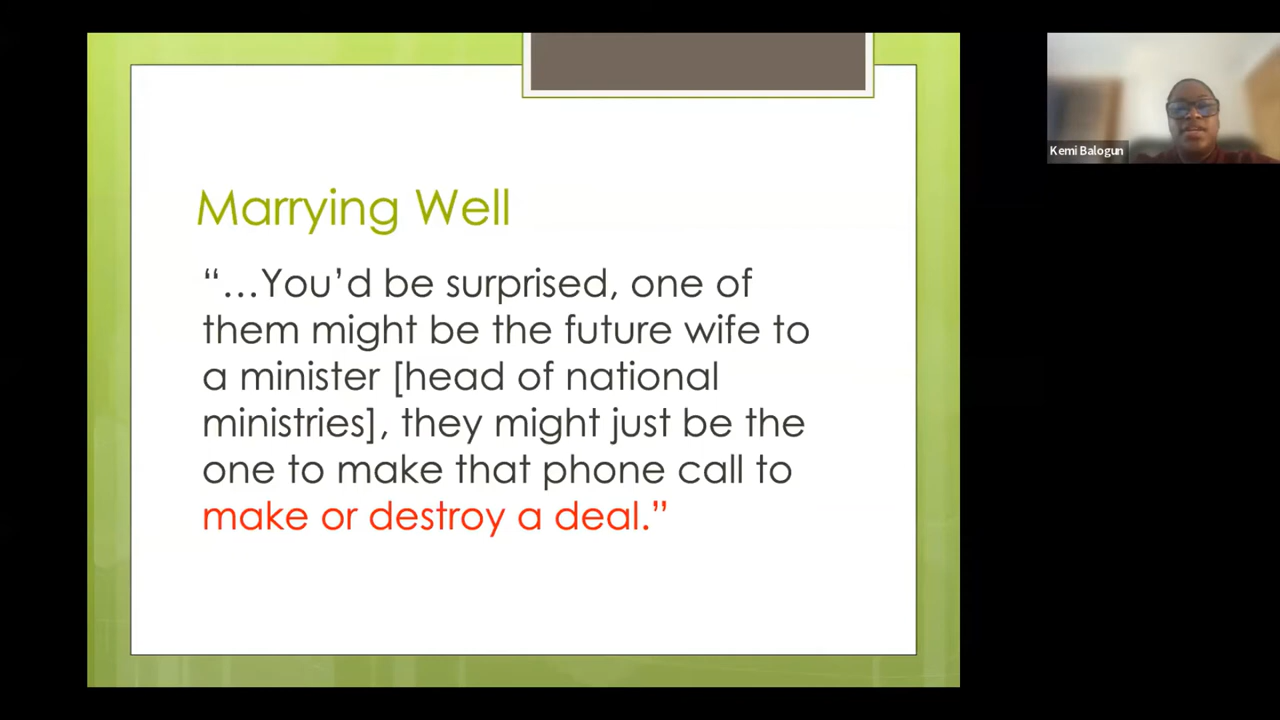 Marrying Well
“…You’d be surprised, one of
them might be the future wife to
a minister [head of national
ministries], they might just be the
one to make that phone call to
make or destroy a deal.”
Kemi Balogun